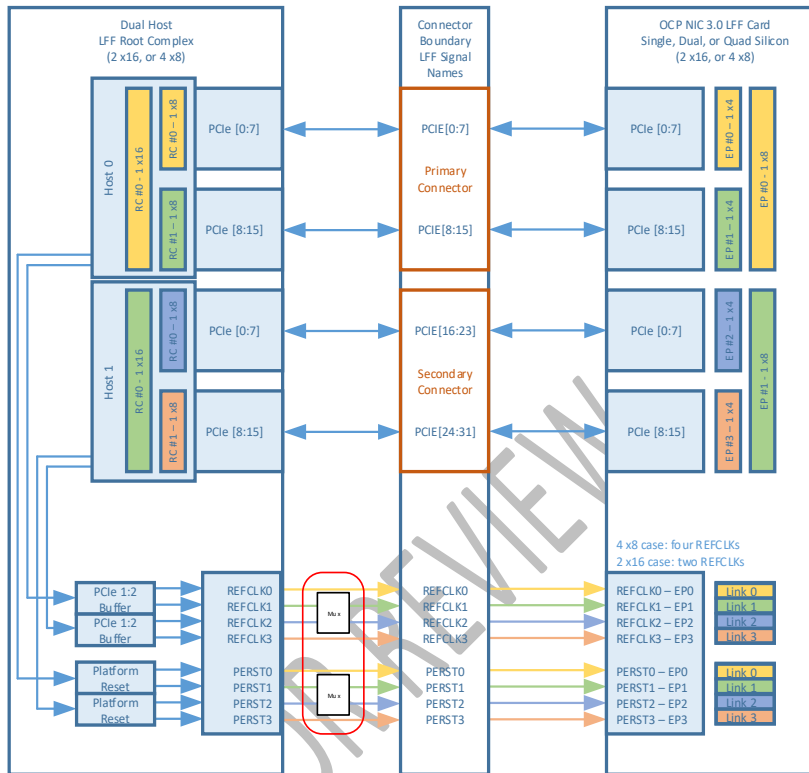 Dual Host
LFF Root Complex
(2 x16, or 4 x8)
Connector
Boundary
LFF Signal
Names
OCP NIC 3.0 LFF Card
Single, Dual, or Quad Silicon
(2 x16, or 4 x8)
Host 0
RC #0 - 1 x16
RC #0 – 1 x8
RC #1 – 1 x8
PCIe [0:7]
PCIe [8:15]
PCIE[0:7]
Primary
Connector
PCIE[8:15]
PCIe [0:7]
PCIe [8:15]
EP #0 – 1 x4
EP #1 – 1 x4
EP #0 - 1 x8
Host 1
RC #0 - 1 x16
RC #0 – 1 x8
RC #1 – 1 x8
PCIe [0:7]
PCIe [8:15]
PCIE[16:23]
Secondary
Connector
PCIE[24:31]
PCIe [0:7]
PCIe [8:15]
EP #2 – 1 x4
EP #3 – 1 x4
EP #1 - 1 x8
4 x8 case: four REFCLKs
2 x16 case: two REFCLKs
PCIe 1:2
Buffer
PCIe 1:2
Buffer
Platform
Reset
Platform
Reset
REFCLK0
REFCLK1
REFCLK2
REFCLK3
PERST0
PERST1
PERST2
PERST3
Mux
Mux
REFCLK0
REFCLK1
REFCLK2
REFCLK3
PERST0
PERST1
PERST2
PERST3
REFCLK0 – EP0
REFCLK1 – EP1
REFCLK2 – EP2
REFCLK3 – EP3
PERST0 – EP0
PERST1 – EP1
PERST2 – EP2
PERST3 – EP3
Link 0
Link 1
Link 2
Link 3
Link 0
Link 1
Link 2
Link 3
OR REVIEW